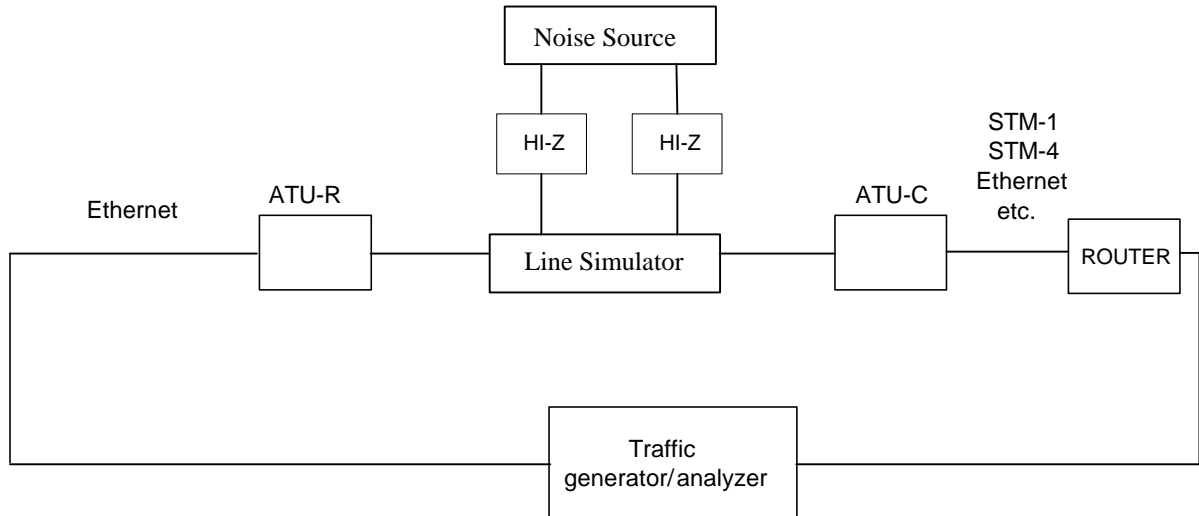 Noise Source
HI-Z
HI-Z
STM-1
STM-4
Ethernet
etc.
Ethernet
ATU-R
ATU-C
Line Simulator
ROUTER
Traffic
generator/analyzer